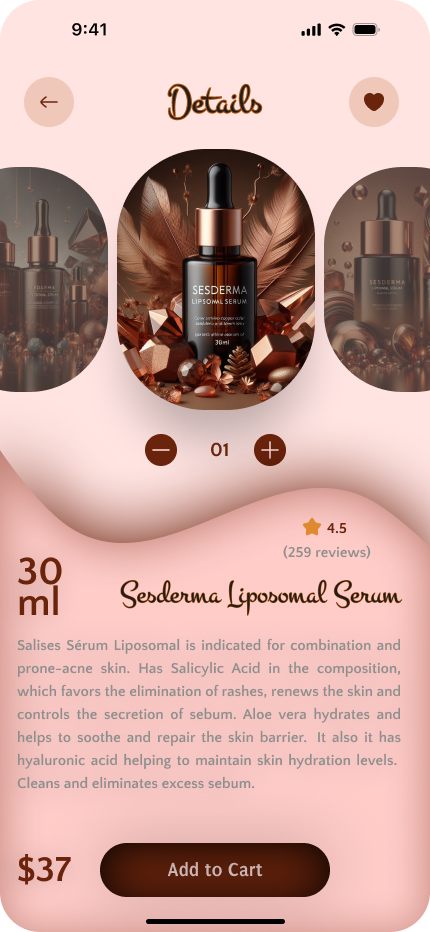 9:41
Details
SESDERMA
LIPSOMAL SERUM
30ml
SESDERMA
01
4.5
(259 reviews)
30
ml
Sesderma Liposomal Serum
Salises Sérum Liposomal is indicated for combination and
prone-acne skin. Has Salicylic Acid in the composition,
which favors the elimination of rashes, renews the skin and
controls the secretion of sebum. Aloe vera hydrates and
helps to soothe and repair the skin barrier. It also it has
hyaluronic acid helping to maintain skin hydration levels.
Cleans and eliminates excess sebum.
$37
Add to Cart